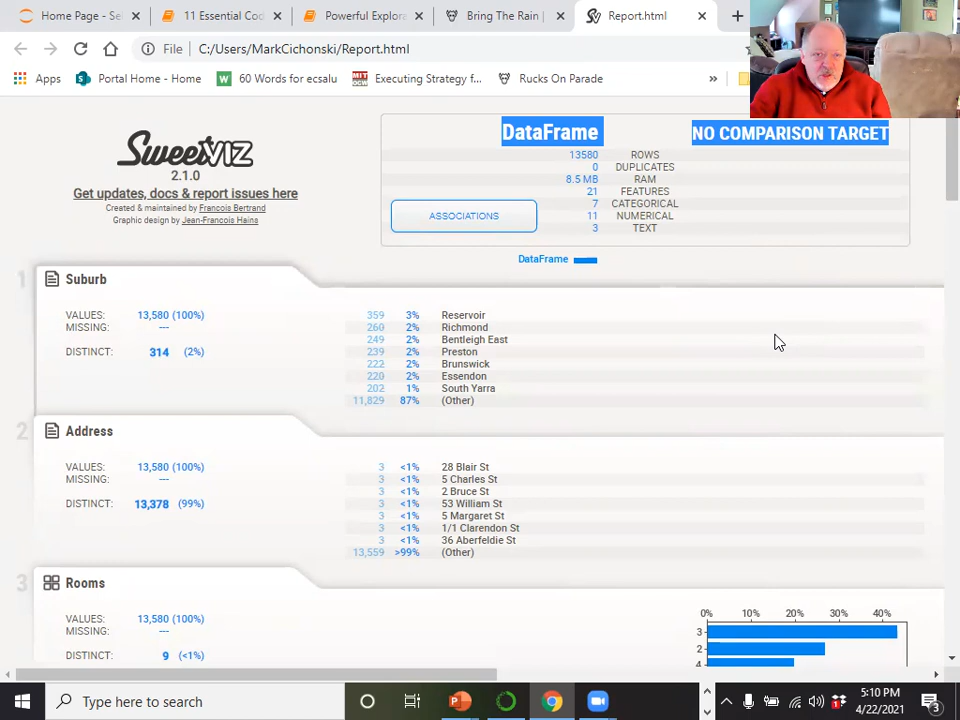 Home Page - Se
11 Essential Cod
Powerful Explora
Bring The Rain |
Report.html
File
C:/Users/MarkCichonski/Report.html
Apps
Portal Home - Home
60 Words for ecsalu
Executing Strategy f...
Rucks On Parade
SweetVIZ
2.1.0
Get updates, docs & report issues here
Created & maintained by Francois Bertrand
Graphic design by Jean-Francois Hains
DataFrame
NO COMPARISON TARGET
13580 ROWS
0 DUPLICATES
8.5 MB RAM
21 FEATURES
7 CATEGORICAL
11 NUMERICAL
3 TEXT
ASSOCIATIONS
DataFrame
1 Suburb
VALUES: 13,580 (100%)
MISSING: ---
DISTINCT: 314 (2%)
359 3% Reservoir
260 2% Richmond
249 2% Bentleigh East
239 2% Preston
222 2% Brunswick
220 2% Essendon
202 1% South Yarra
11,829 87% (Other)
2 Address
VALUES: 13,580 (100%)
MISSING: ---
DISTINCT: 13,378 (99%)
3 <1% 28 Blair St
3 <1% 5 Charles St
3 <1% 2 Bruce St
3 <1% 53 William St
3 <1% 5 Margaret St
3 <1% 1/1 Clarendon St
3 <1% 36 Aberfeldie St
13,559 >99% (Other)
3 Rooms
VALUES: 13,580 (100%)
MISSING: ---
DISTINCT: 9 (<1%)
0% 10% 20% 30% 40%
3
2
4
Type here to search
5:10 PM
4/22/2021
3